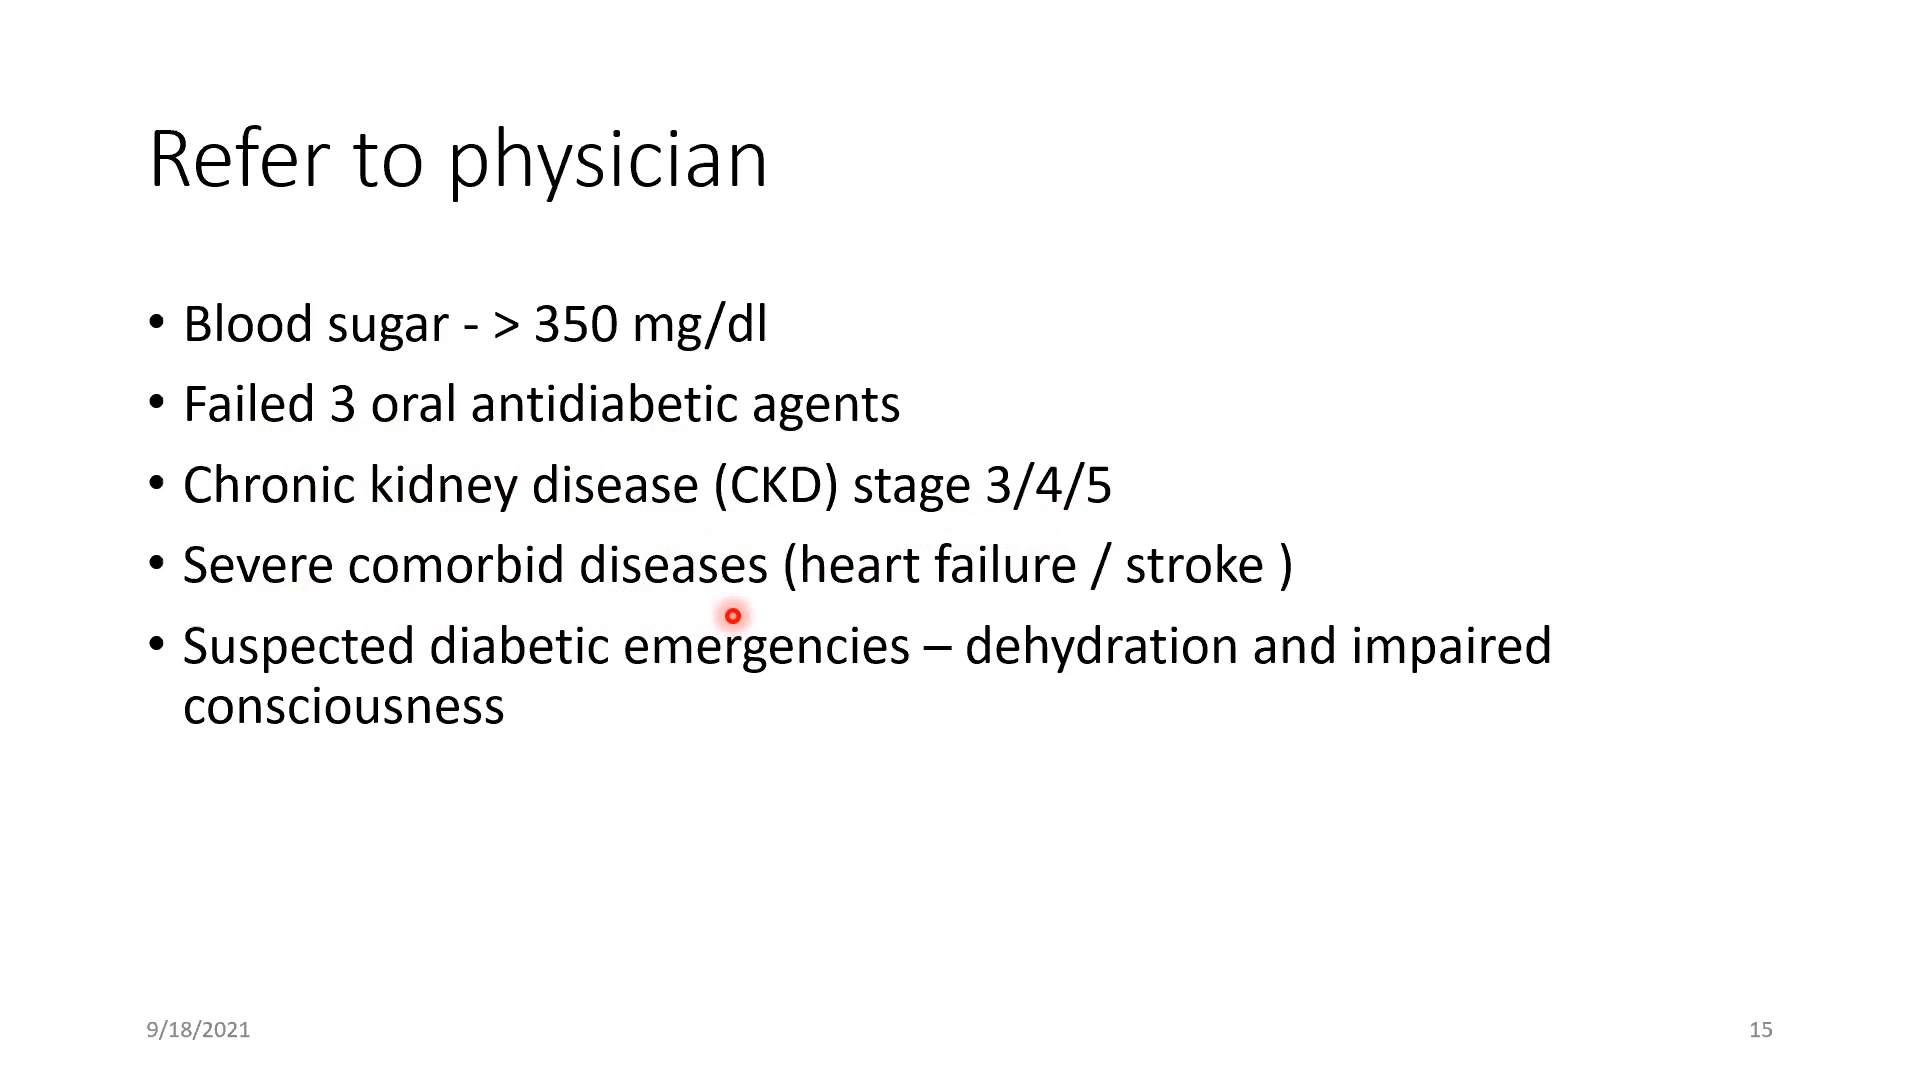 Refer to physician
• Blood sugar - > 350 mg/dl
• Failed 3 oral antidiabetic agents
• Chronic kidney disease (CKD) stage 3/4/5
• Severe comorbid diseases (heart failure / stroke )
• Suspected diabetic emergencies – dehydration and impaired
consciousness
9/18/2021
15